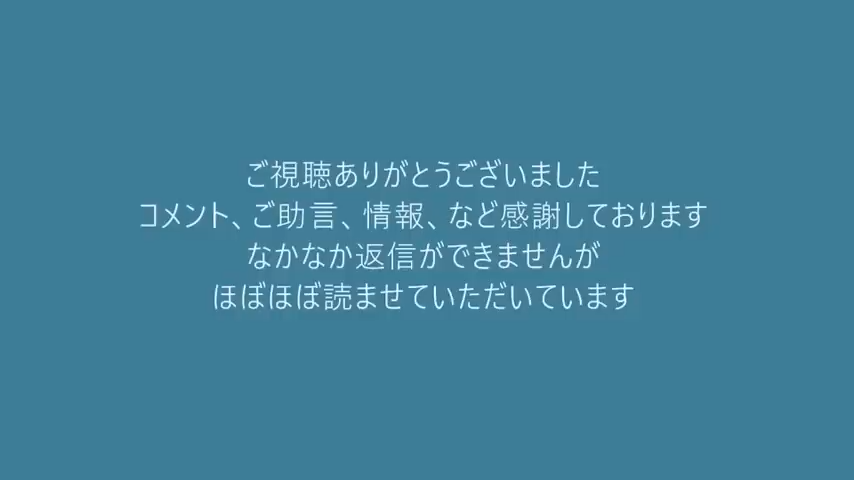 ご視聴ありがとうございました
コメント、ご助言、情報、など感謝しております
なかなか返信ができませんが
ほぼほぼ読ませていただいています